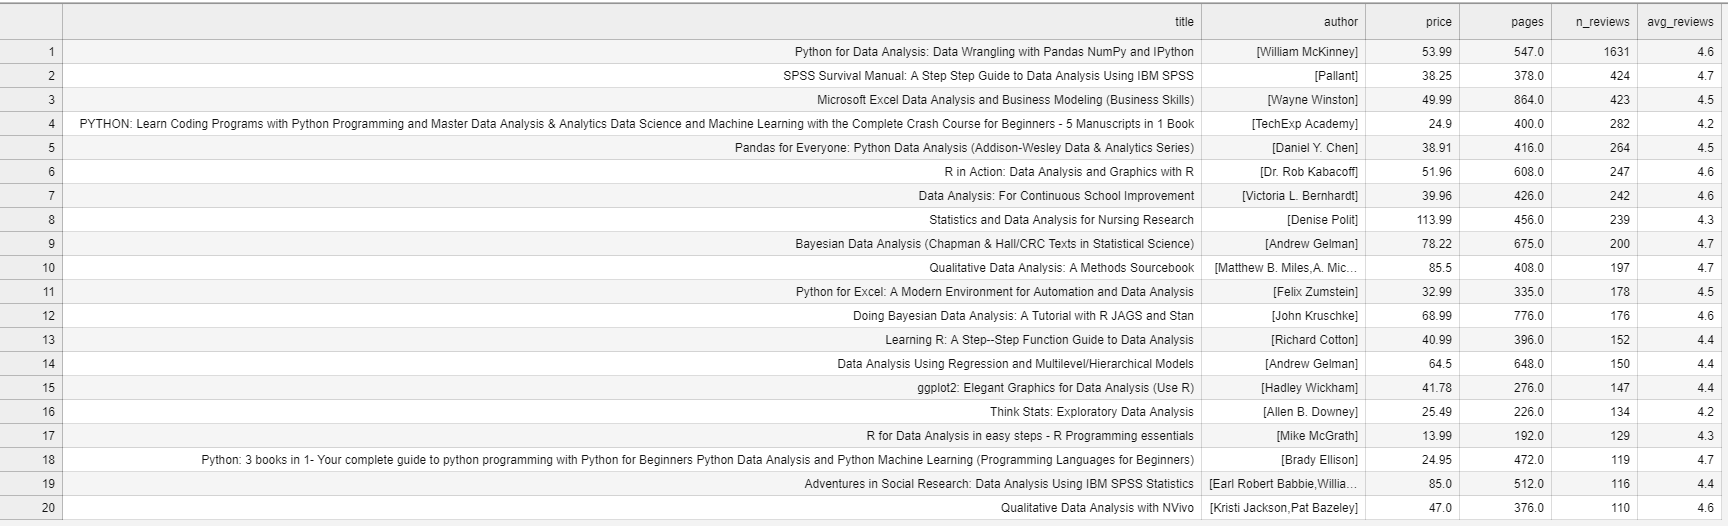 title author price pages n_reviews avg_reviews
1 Python for Data Analysis: Data Wrangling with Pandas NumPy and IPython [William McKinney] 53.99 547.0 1631 4.6
2 SPSS Survival Manual: A Step Step Guide to Data Analysis Using IBM SPSS [Pallant] 38.25 378.0 424 4.7
3 Microsoft Excel Data Analysis and Business Modeling (Business Skills) [Wayne Winston] 49.99 864.0 423 4.5
4 PYTHON: Learn Coding Programs with Python Programming and Master Data Analysis & Analytics Data Science and Machine Learning with the Complete Crash Course for Beginners - 5 Manuscripts in 1 Book [TechExp Academy] 24.9 400.0 282 4.2
5 Pandas for Everyone: Python Data Analysis (Addison-Wesley Data & Analytics Series) [Daniel Y. Chen] 38.91 416.0 264 4.5
6 R in Action: Data Analysis and Graphics with R [Dr. Rob Kabacoff] 51.96 608.0 247 4.6
7 Data Analysis: For Continuous School Improvement [Victoria L. Bernhardt] 39.96 426.0 242 4.6
8 Statistics and Data Analysis for Nursing Research [Denise Polit] 113.99 456.0 239 4.3
9 Bayesian Data Analysis (Chapman & Hall/CRC Texts in Statistical Science) [Andrew Gelman] 78.22 675.0 200 4.7
10 Qualitative Data Analysis: A Methods Sourcebook [Matthew B. Miles,A. Mic... 85.5 408.0 197 4.7
11 Python for Excel: A Modern Environment for Automation and Data Analysis [Felix Zumstein] 32.99 335.0 178 4.5
12 Doing Bayesian Data Analysis: A Tutorial with R JAGS and Stan [John Kruschke] 68.99 776.0 176 4.6
13 Learning R: A Step--Step Function Guide to Data Analysis [Richard Cotton] 40.99 396.0 152 4.4
14 Data Analysis Using Regression and Multilevel/Hierarchical Models [Andrew Gelman] 64.5 648.0 150 4.4
15 ggplot2: Elegant Graphics for Data Analysis (Use R) [Hadley Wickham] 41.78 276.0 147 4.4
16 Think Stats: Exploratory Data Analysis [Allen B. Downey] 25.49 226.0 134 4.2
17 R for Data Analysis in easy steps - R Programming essentials [Mike McGrath] 13.99 192.0 129 4.3
18 Python: 3 books in 1- Your complete guide to python programming with Python for Beginners Python Data Analysis and Python Machine Learning (Programming Languages for Beginners) [Brady Ellison] 24.95 472.0 119 4.7
19 Adventures in Social Research: Data Analysis Using IBM SPSS Statistics [Earl Robert Babbie,Willia... 85.0 512.0 116 4.4
20 Qualitative Data Analysis with NVivo [Kristi Jackson,Pat Bazeley] 47.0 376.0 110 4.6